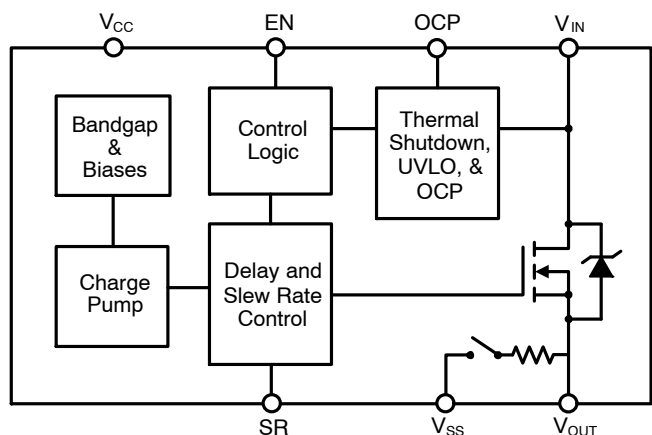 VCC
EN
OCP
VIN
Bandgap
&
Biases
Control
Logic
Thermal
Shutdown,
UVLO, &
OCP
Charge
Pump
Delay and
Slew Rate
Control
SR
VSS
VOUT